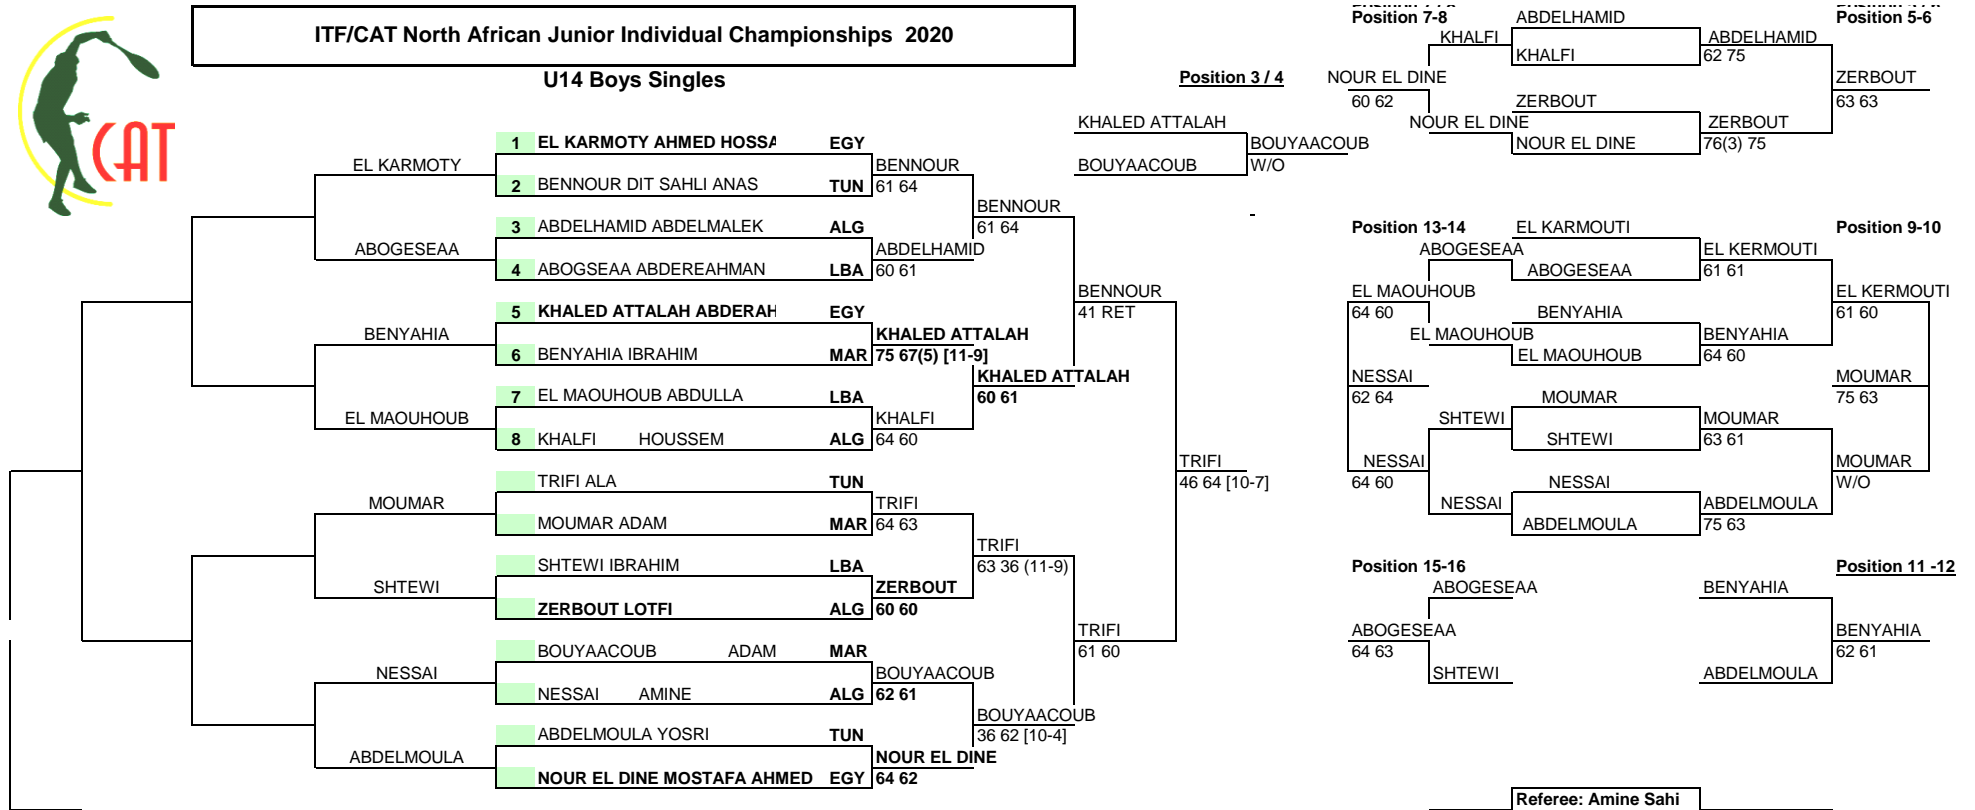 ITF/CAT North African Junior Individual Championships 2020
U14 Boys Singles
CAT
Position 3 / 4
Position 7-8
Position 5-6
ABDELHAMID
KHALFI
KHALFI
ABDELHAMID
62 75
NOUR EL DINE
60 62
ZERBOUT
NOUR EL DINE
NOUR EL DINE
ZERBOUT
76(3) 75
ZERBOUT
63 63
KHALED ATTALAH
BOUYAACOUB
BOUYAACOUB
W/O
-
1 EL KARMOTY AHMED HOSSA EGY
EL KARMOTY
BENNOUR
2 BENNOUR DIT SAHLI ANAS TUN
61 64
BENNOUR
61 64
3 ABDELHAMID ABDELMALEK ALG
ABOGESEAA
ABDELHAMID
4 ABOGSEAA ABDEREAHMAN LBA
60 61
BENNOUR
41 RET
5 KHALED ATTALAH ABDERAH EGY
BENYAHIA
KHALED ATTALAH
6 BENYAHIA IBRAHIM MAR
75 67(5) [11-9]
KHALED ATTALAH
60 61
7 EL MAOUHOUB ABDULLA LBA
EL MAOUHOUB
KHALFI
8 KHALFI HOUSSEM ALG
64 60
TRIFI
46 64 [10-7]
TRIFI ALA TUN
MOUMAR
TRIFI
MOUMAR ADAM MAR
64 63
TRIFI
63 36 (11-9)
SHTEWI IBRAHIM LBA
SHTEWI
ZERBOUT
ZERBOUT LOTFI ALG
60 60
TRIFI
61 60
BOUYAACOUB ADAM MAR
NESSAI
BOUYAACOUB
NESSAI AMINE ALG
62 61
BOUYAACOUB
36 62 [10-4]
ABDELMOULA YOSRI TUN
ABDELMOULA
NOUR EL DINE
NOUR EL DINE MOSTAFA AHMED EGY
64 62
Position 13-14
Position 9-10
EL KARMOUTI
ABOGESEAA
ABOGESEAA
EL KERMOUTI
61 61
EL MAOUHOUB
64 60
BENYAHIA
EL MAOUHOUB
EL MAOUHOUB
BENYAHIA
64 60
EL KERMOUTI
61 60
NESSAI
62 64
MOUMAR
75 63
MOUMAR
SHTEWI
SHTEWI
MOUMAR
63 61
NESSAI
64 60
NESSAI
NESSAI
ABDELMOULA
ABDELMOULA
75 63
MOUMAR
W/O
Position 15-16
Position 11 -12
ABOGESEAA
ABOGESEAA
64 63
SHTEWI
BENYAHIA
BENYAHIA
62 61
ABDELMOULA
Referee: Amine Sahi